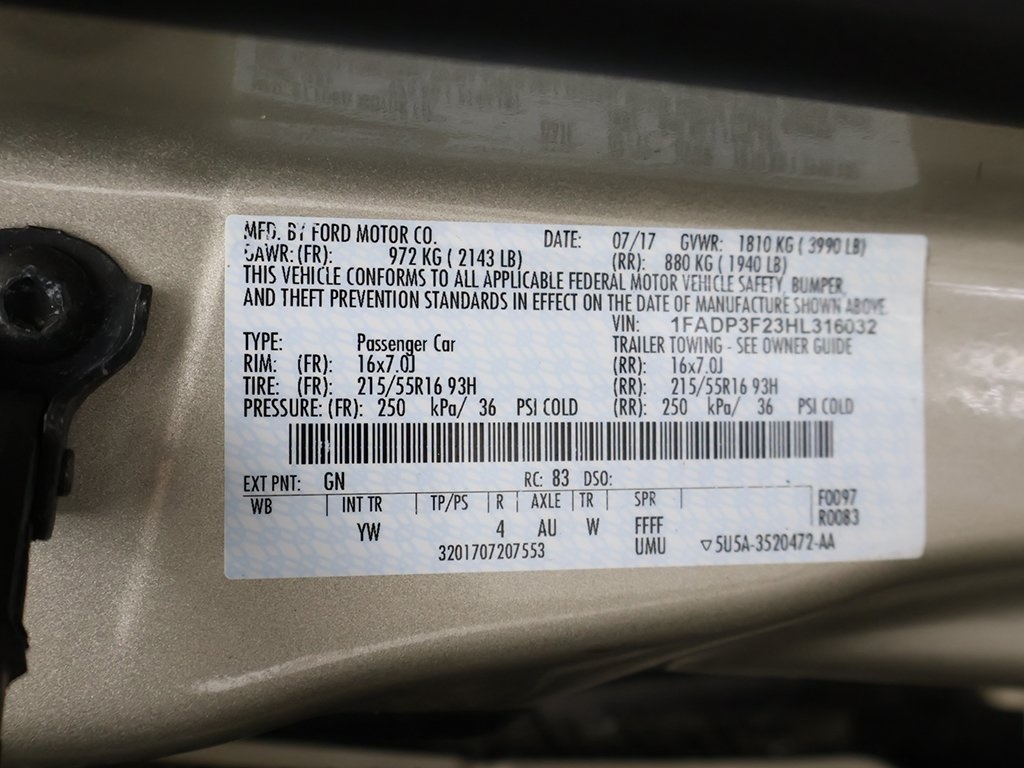 MFD. BY FORD MOTOR CO. DATE: 07/17 GVWR: 1810 KG ( 3990 LB)
GAWR: (FR): 972 KG ( 2143 LB) (RR): 880 KG ( 1940 LB)
THIS VEHICLE CONFORMS TO ALL APPLICABLE FEDERAL MOTOR VEHICLE SAFETY, BUMPER,
AND THEFT PREVENTION STANDARDS IN EFFECT ON THE DATE OF MANUFACTURE SHOWN ABOVE.
VIN: 1FADP3F23HL316032
TYPE: Passenger Car TRAILER TOWING - SEE OWNER GUIDE
RIM: (FR): 16x7.0J (RR): 16x7.0J
TIRE: (FR): 215/55R16 93H (RR): 215/55R16 93H
PRESSURE: (FR): 250 kPa/ 36 PSI COLD (RR): 250 kPa/ 36 PSI COLD
EXT PNT: GN RC: 83 DSO:
WB INT TR TP/PS R AXLE TR SPR F0097
R0083
YW 4 AU W FFFF
3201707207553 UMU ▽5U5A-3520472-AA